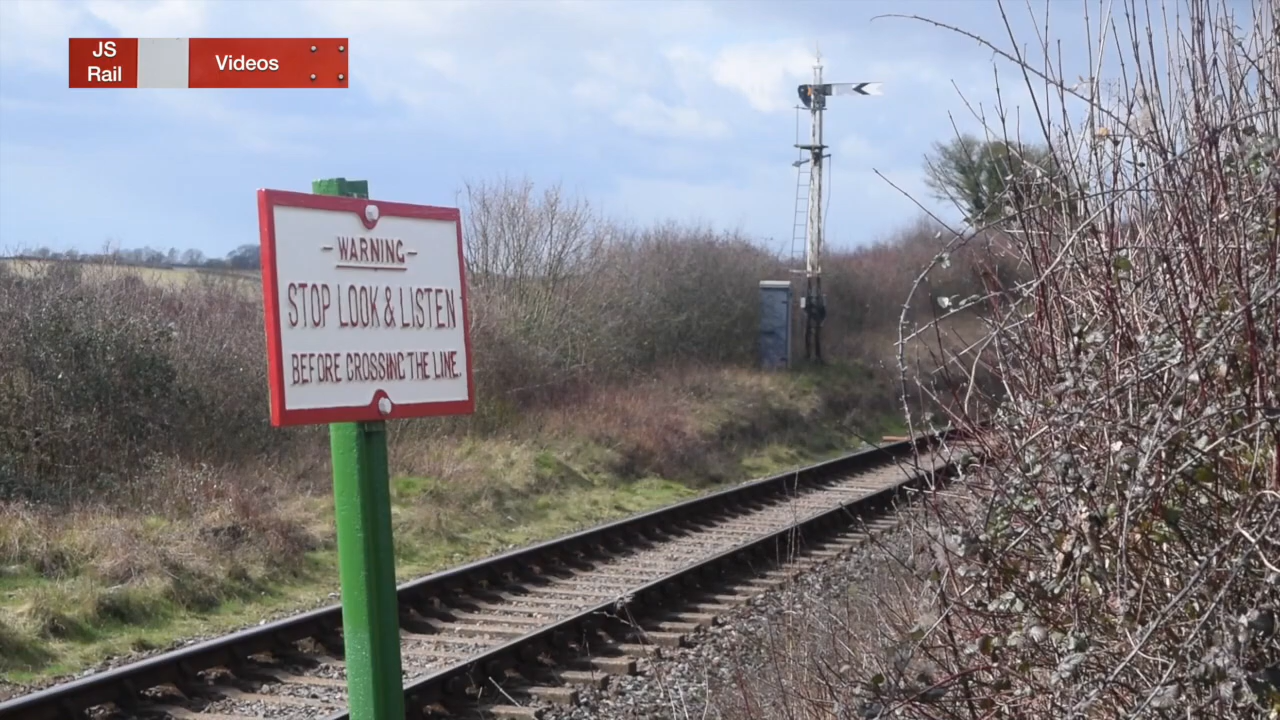 JS
Rail
Videos
- WARNING -
STOP LOOK & LISTEN
BEFORE CROSSING THE LINE.